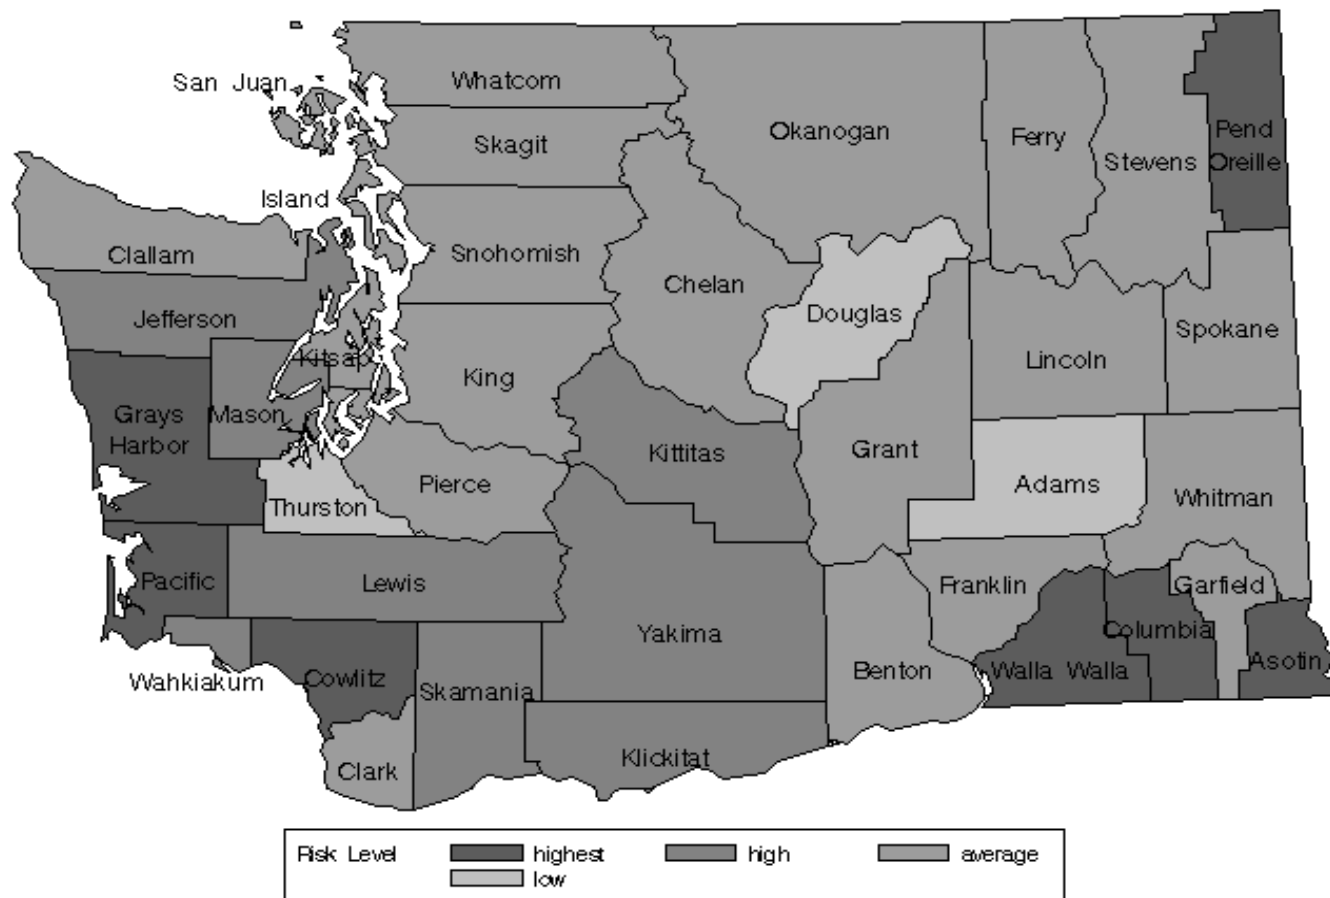 Whatcom
San Juan
Okanogan
Ferry
Pend
Oreille
Skagit
Stevens
Island
Clallam
Snohomish
Chelan
Douglas
Jefferson
Spokane
Kitsap
King
Lincoln
Grays
Harbor
Mason
Kittitas
Grant
Pierce
Adams
Whitman
Thurston
Pacific
Lewis
Franklin
Garfield
Yakima
Columbia
Wahkiakum
Cowlitz
Skamania
Benton
Walla Walla
Asotin
Clark
Klickitat
Risk Level highest high average
low